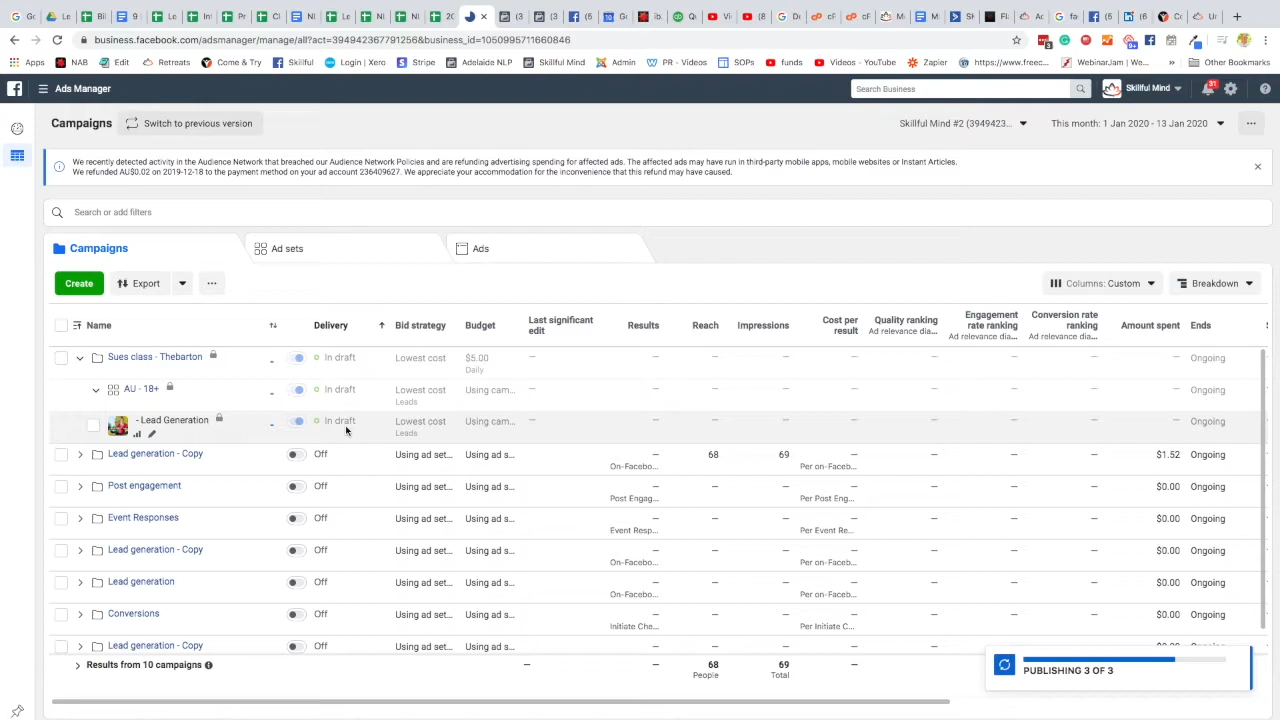 business.facebook.com/adsmanager/manage/all?act=394942367791256&business_id=1050995711660846
Apps NAB Edit Retreats Come & Try Skillful Login | Xero Stripe Adelaide NLP Skillful Mind Admin PR - Videos SOPs funds Videos - YouTube Zapier https://www.freec... WebinarJam | We... » Other Bookmarks
Ads Manager Search Business Skillful Mind 31
Campaigns Switch to previous version Skillful Mind #2 (3949423... This month: 1 Jan 2020 - 13 Jan 2020
We recently detected activity in the Audience Network that breached our Audience Network Policies and are refunding advertising spending for affected ads. The affected ads may have run in third-party mobile apps, mobile websites or Instant Articles.
We refunded AU$0.02 on 2019-12-18 to the payment method on your ad account 236409627. We apologize for the inconvenience that this refund may have caused.
Search or add filters
Campaigns Ad sets Ads
Create Export Columns: Custom Breakdown
Name Delivery Bid strategy Budget Last significant edit Results Reach Impressions Cost per result Quality ranking Ad relevance dia... Engagement rate ranking Ad relevance dia... Conversion rate ranking Ad relevance dia... Amount spent Ends
Sues class - Thebarton In draft Lowest cost $5.00 — — — — — — — — — Ongoing
Daily
AU - 18+ In draft Lowest cost Using cam... — — — — — — — — — Ongoing
Leads
- Lead Generation In draft Lowest cost Using cam... — — — — — — — — — Ongoing
Leads
Lead generation - Copy Off Using ad set... Using ad s... — 68 69 — — — — $1.52 Ongoing
On-Facebo... Per on-Faceb...
Post engagement Off Using ad set... Using ad s... — — — — — — — $0.00 Ongoing
Post Engag... Per Post Eng...
Event Responses Off Using ad set... Using ad s... — — — — — — — $0.00 Ongoing
Event Resp... Per Event Re...
Lead generation - Copy Off Using ad set... Using ad s... — — — — — — — $0.00 Ongoing
On-Facebo... Per on-Faceb...
Lead generation Off Using ad set... Using ad s... — — — — — — — $0.00 Ongoing
On-Facebo... Per on-Faceb...
Conversions Off Using ad set... Using ad s... — — — — — — — $0.00 Ongoing
Initiate Che... Per Initiate C...
Lead generation - Copy Off Using ad set... Using ad s... — — — — — — — $0.00 Ongoing
Results from 10 campaigns — — 68 69 —
People Total
PUBLISHING 3 OF 3